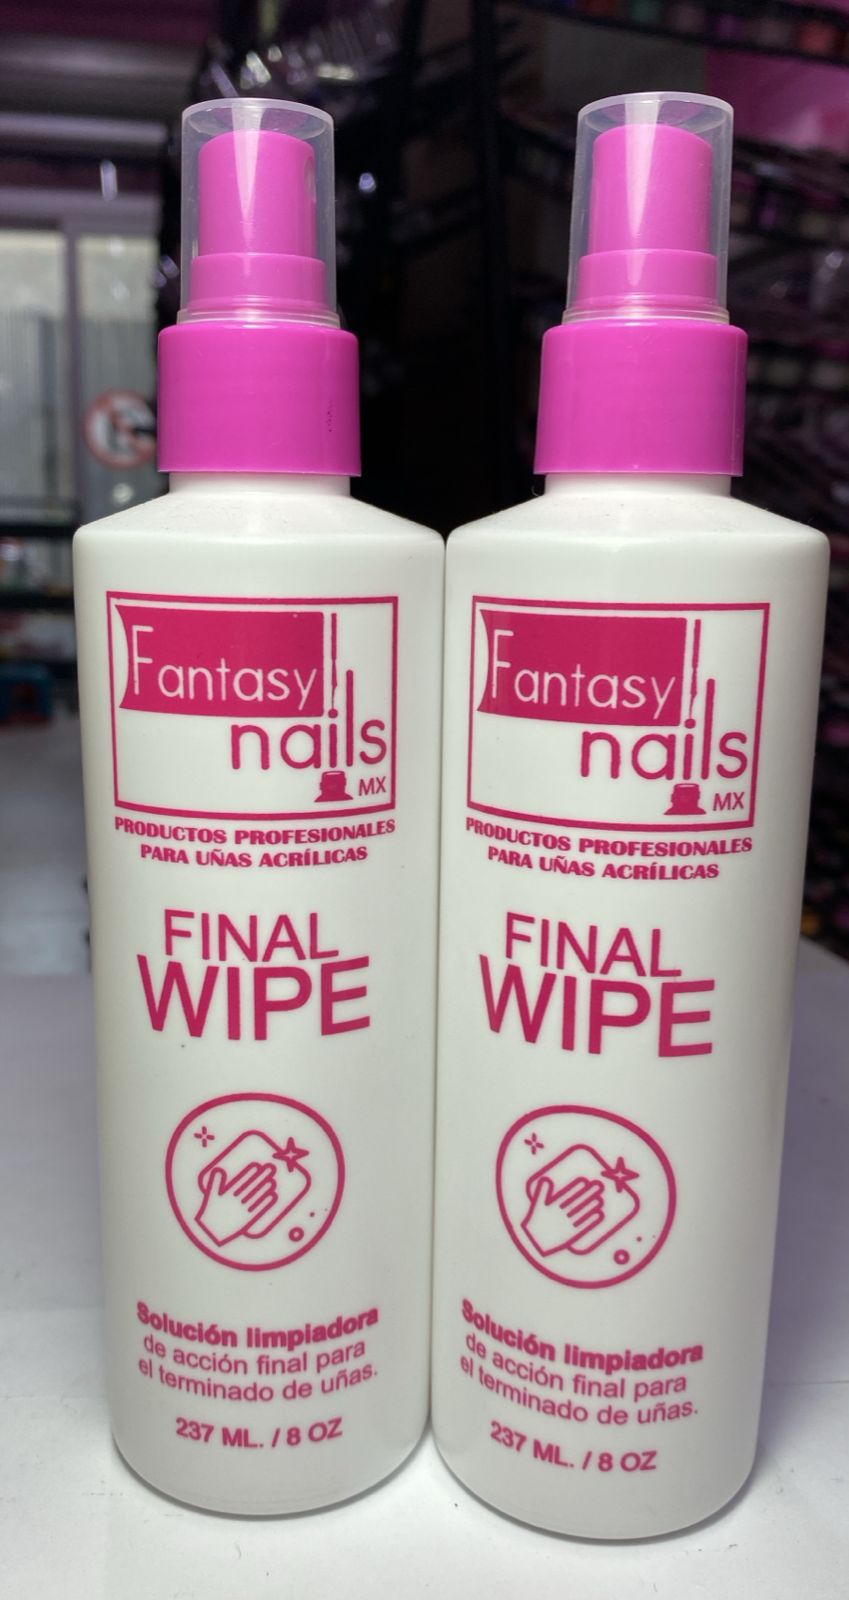 Fantasy
nails
MX
PRODUCTOS PROFESIONALES
PARA UÑAS ACRÍLICAS
FINAL
WIPE
Solución limpiadora
de acción final para
el terminado de uñas.
237 ML. / 8 OZ
Fantasy
nails
MX
PRODUCTOS PROFESIONALES
PARA UÑAS ACRÍLICAS
FINAL
WIPE
Solución limpiadora
de acción final para
el terminado de uñas.
237 ML. / 8 OZ